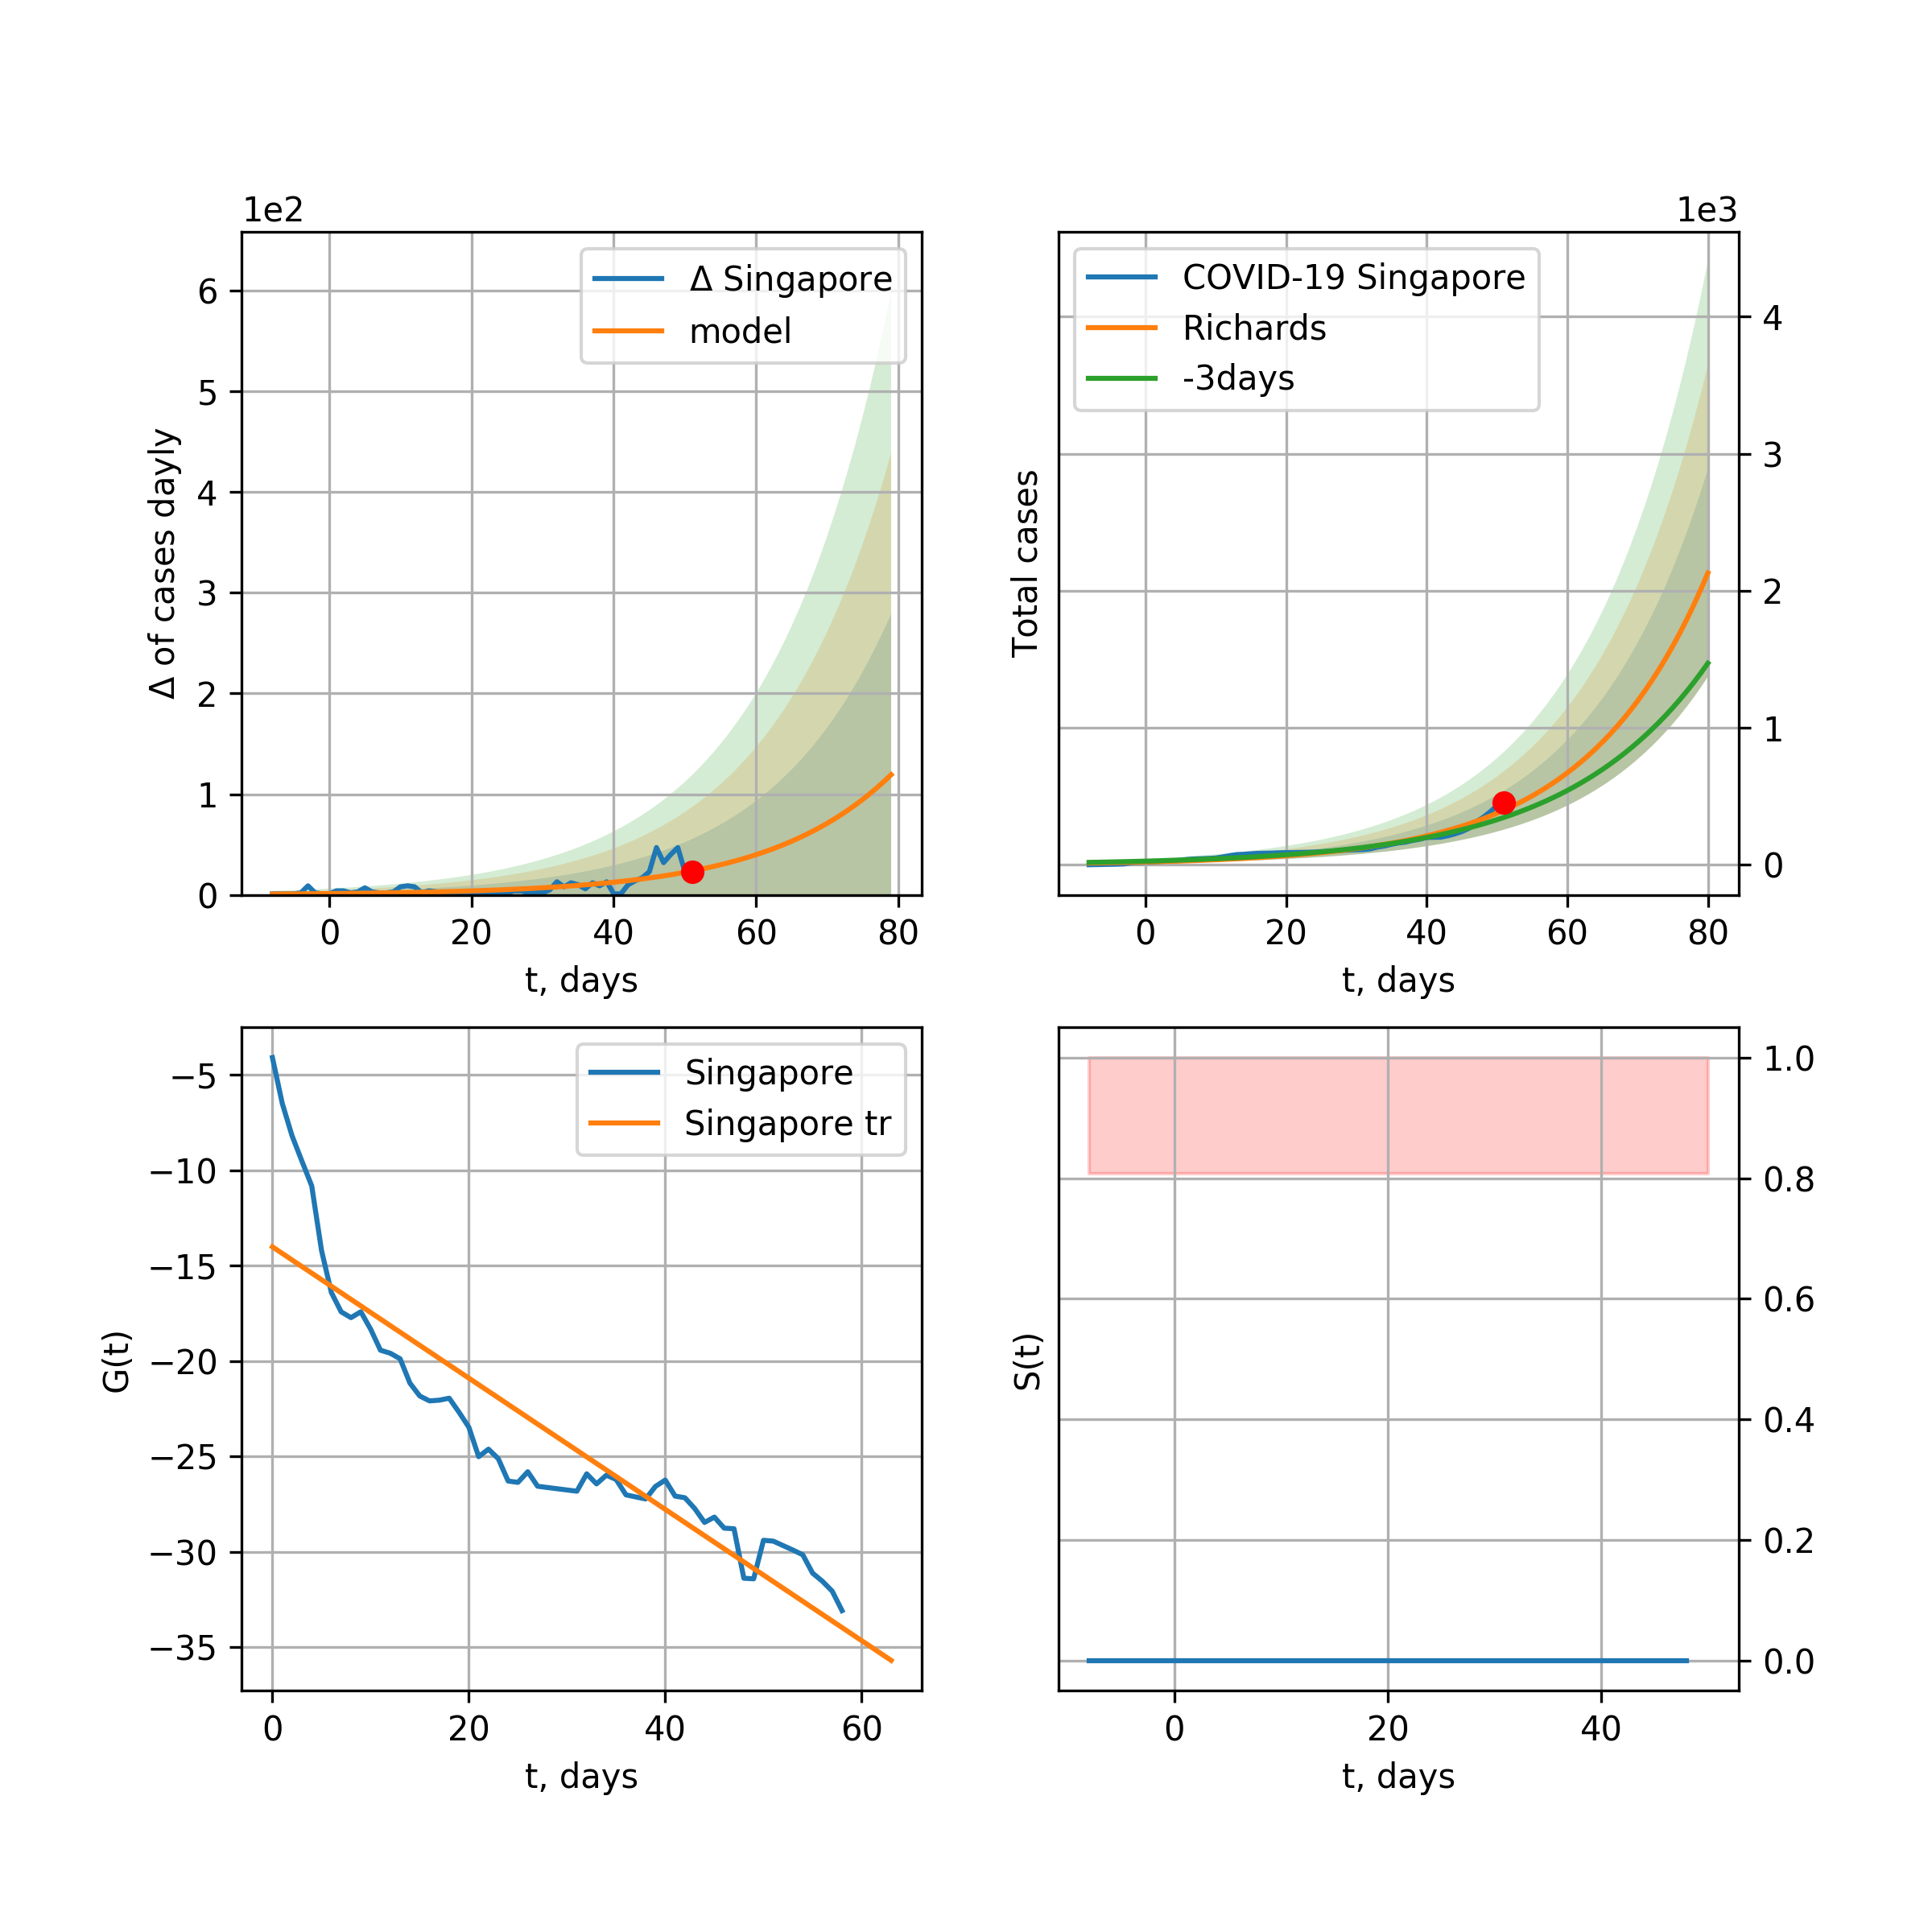 1e2
Δ of cases dayly
6
5
4
3
2
1
0
Δ Singapore
model
0 20 40 60 80
t, days
1e3
Total cases
COVID-19 Singapore
Richards
-3days
4
3
2
1
0
0 20 40 60 80
t, days
G(t)
−5
−10
−15
−20
−25
−30
−35
Singapore
Singapore tr
0 20 40 60
t, days
S(t)
1.0
0.8
0.6
0.4
0.2
0.0
0 20 40
t, days